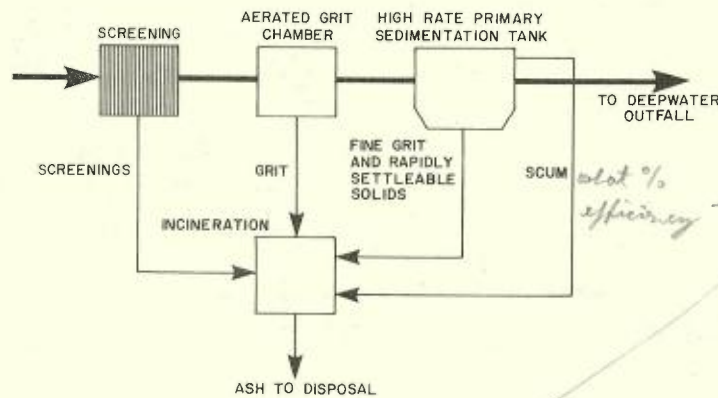 SCREENING
AERATED GRIT
CHAMBER
HIGH RATE PRIMARY
SEDIMENTATION TANK
TO DEEPWATER
OUTFALL
SCREENINGS
GRIT
FINE GRIT
AND RAPIDLY
SETTLEABLE
SOLIDS
SCUM
%
efficiency
INCINERATION
ASH TO DISPOSAL